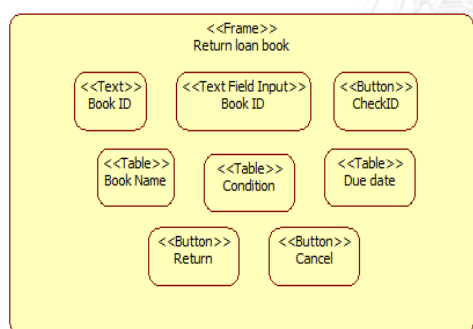 <<Frame>>
Return loan book
<<Text>>
Book ID
<<Text Field Input>>
Book ID
<<Button>>
CheckID
<<Table>>
Book Name
<<Table>>
Condition
<<Table>>
Due date
<<Button>>
Return
<<Button>>
Cancel